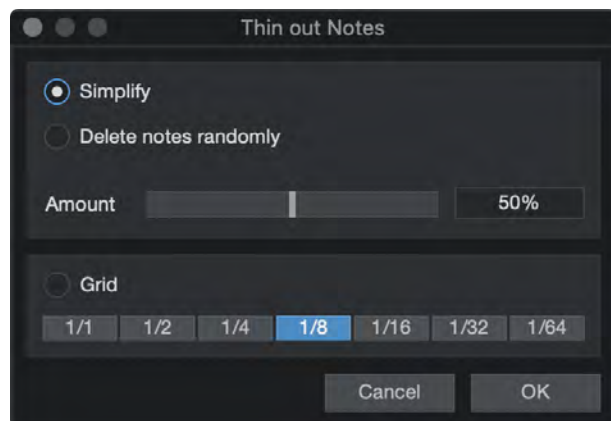 Thin out Notes
Simplify
Delete notes randomly
Amount 50%
Grid
1/1 1/2 1/4 1/8 1/16 1/32 1/64
Cancel OK